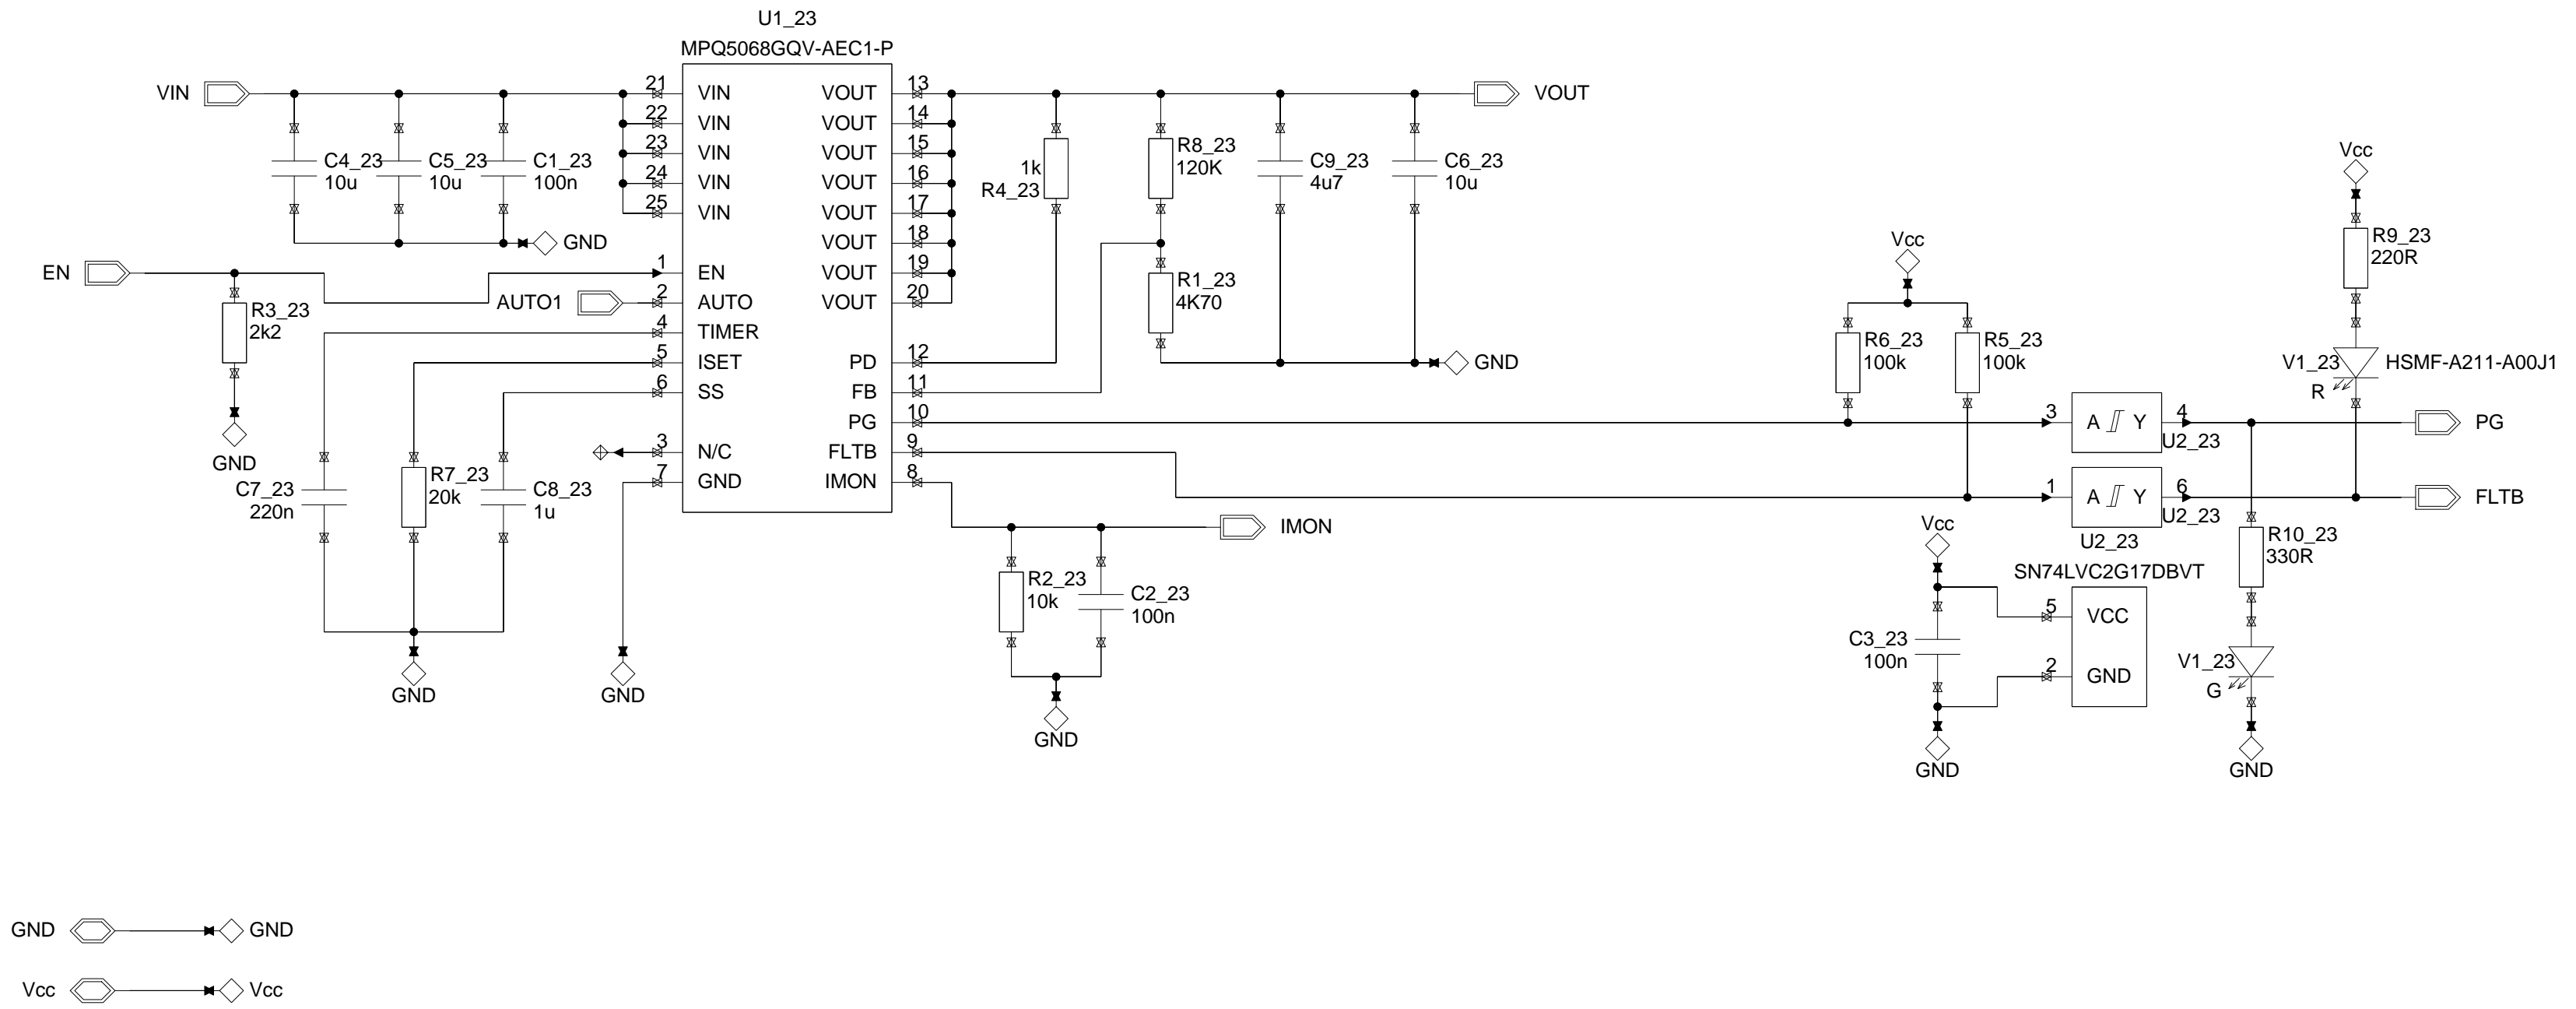 U1_23
MPQ5068GQV-AEC1-P
VIN
21
VIN
VOUT
13
VOUT
22
VIN
VOUT
14
23
VIN
VOUT
15
24
VIN
VOUT
16
25
VIN
VOUT
17
VOUT
18
1
EN
VOUT
19
2
AUTO
VOUT
20
4
TIMER
5
ISET
PD
12
6
SS
FB
11
PG
10
3
N/C
FLTB
9
7
GND
IMON
8
C4_23
10u
C5_23
10u
C1_23
100n
GND
EN
AUTO1
R3_23
2k2
GND
C7_23
220n
R7_23
20k
C8_23
1u
GND
GND
1k
R4_23
R8_23
120K
C9_23
4u7
C6_23
10u
R1_23
4K70
GND
IMON
R2_23
10k
C2_23
100n
GND
Vcc
R6_23
100k
R5_23
100k
Vcc
R9_23
220R
V1_23
R
HSMF-A211-A00J1
3
A
Y
4
U2_23
PG
1
A
Y
6
U2_23
FLTB
U2_23
SN74LVC2G17DBVT
Vcc
5
VCC
2
GND
C3_23
100n
GND
R10_23
330R
V1_23
G
GND
GND
GND
Vcc
Vcc